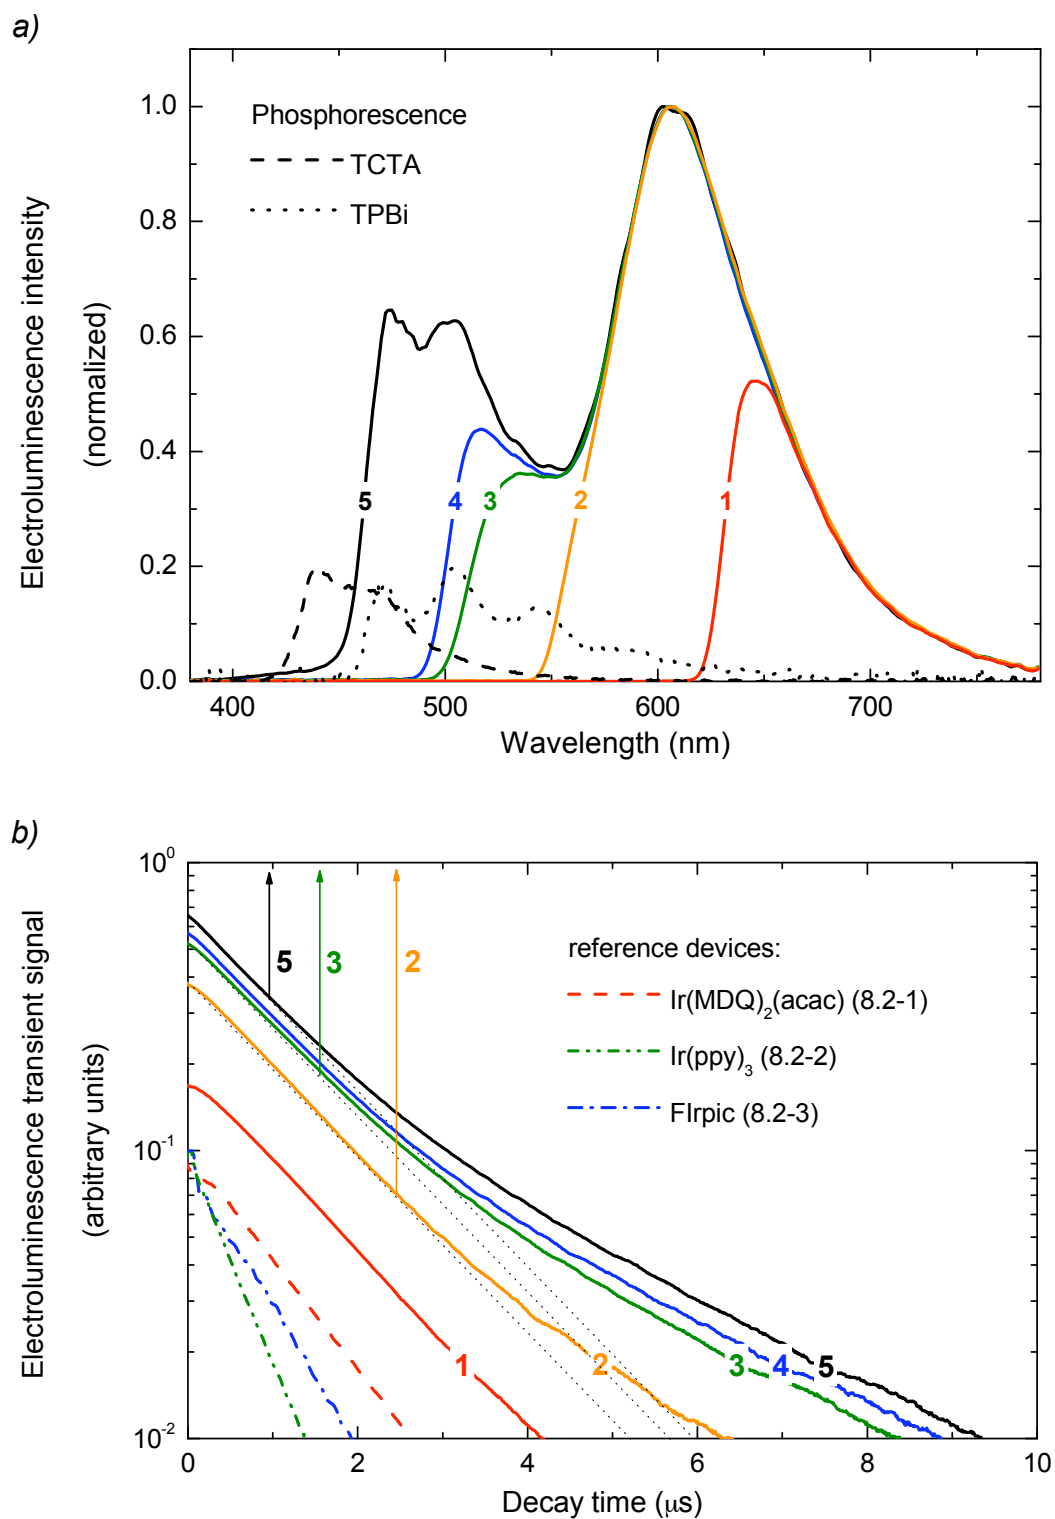 a)
Electroluminescence intensity
(normalized)
1.0
0.8
0.6
0.4
0.2
0.0
Phosphorescence
TCTA
TPBi
5
4
3
2
1
400
500
600
700
Wavelength (nm)
b)
Electroluminescence transient signal
(arbitrary units)
10⁰
10⁻¹
10⁻²
5
3
2
reference devices:
Ir(MDQ)₂(acac) (8.2-1)
Ir(ppy)₃ (8.2-2)
FIrpic (8.2-3)
1
2
3
4
5
0
2
4
6
8
10
Decay time (μs)